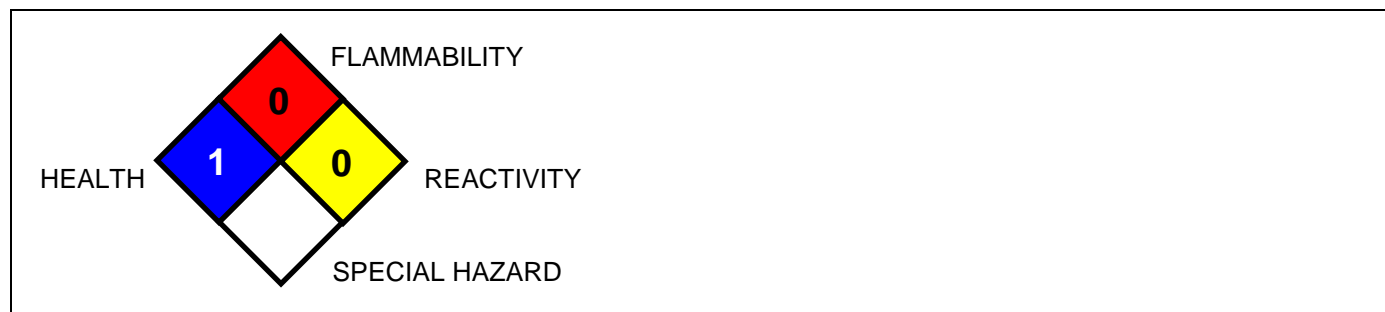 FLAMMABILITY
0
1
0
HEALTH
REACTIVITY
SPECIAL HAZARD